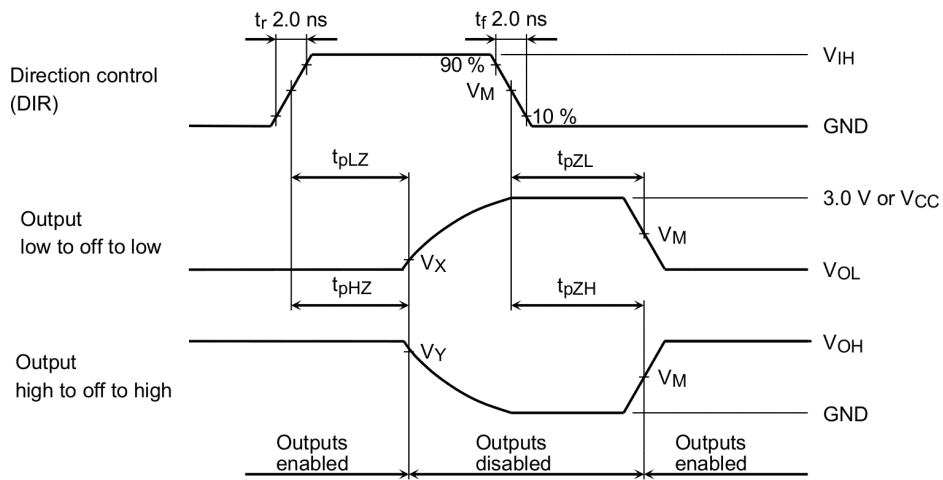 tr 2.0 ns
tf 2.0 ns
Direction control
(DIR)
90 %
VM
10 %
VIH
GND
tpLZ
tpZL
Output
low to off to low
VX
VM
3.0 V or VCC
VOL
tpHZ
tpZH
Output
high to off to high
VY
VM
VOH
GND
Outputs
enabled
Outputs
disabled
Outputs
enabled